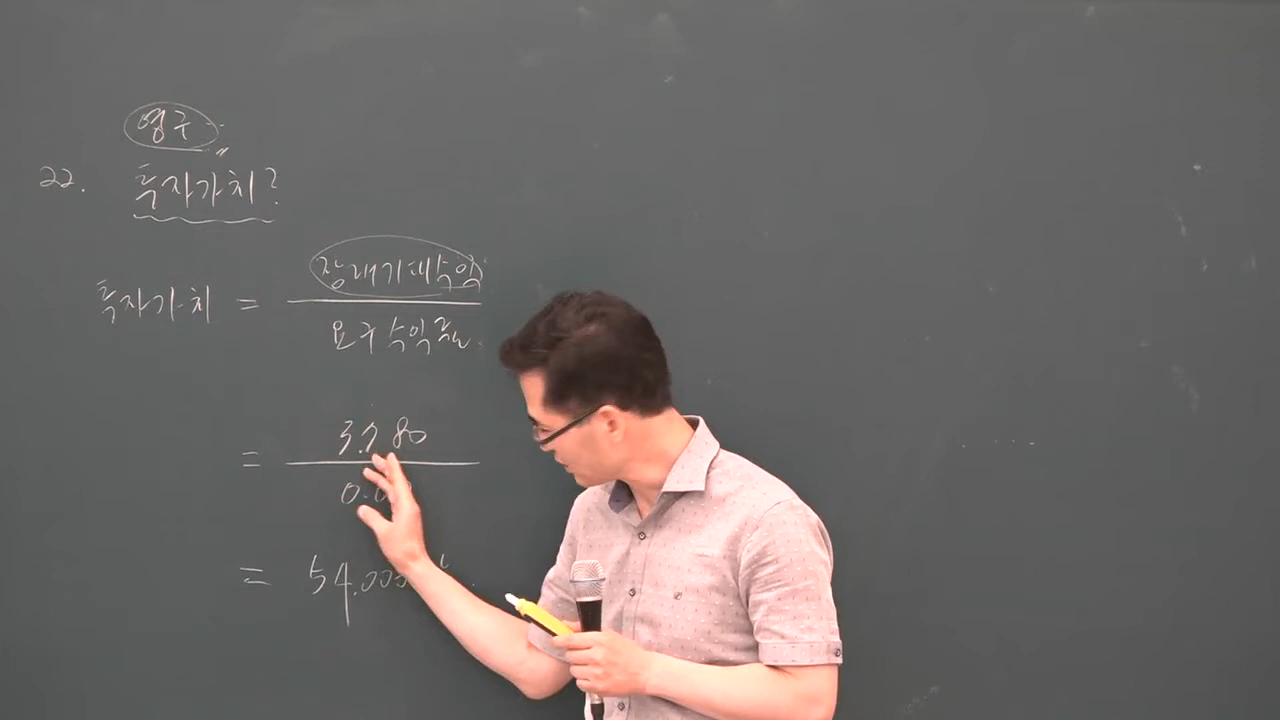 영구
22. 투자가치?
투자가치 = 장래기대수익
요구수익률
= 3.780
0.0
= 54.00